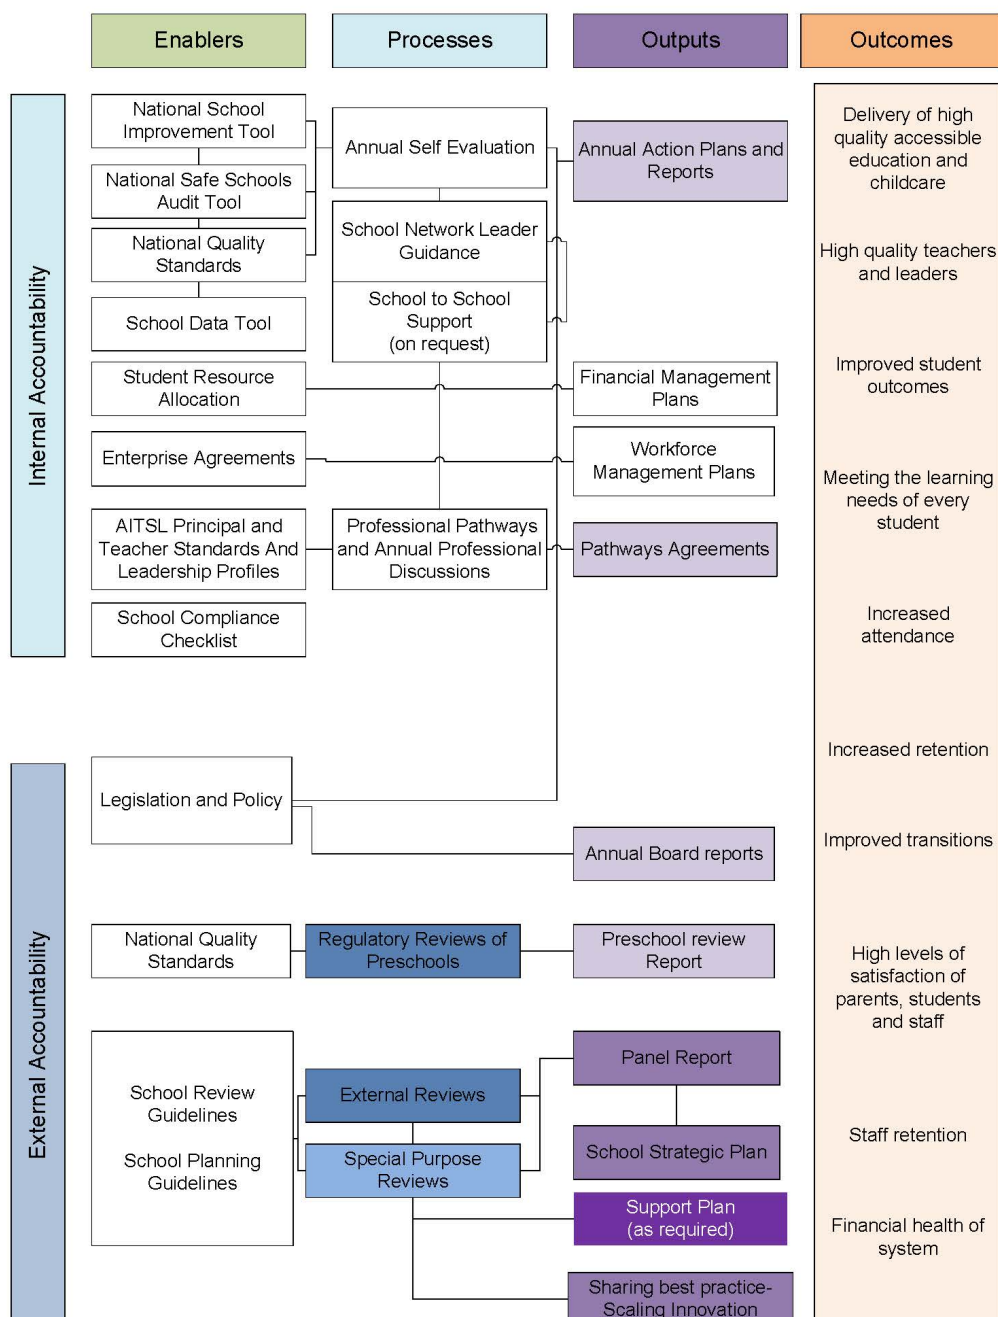 Enablers
Processes
Outputs
Outcomes
Internal Accountability
National School
Improvement Tool
National Safe Schools
Audit Tool
National Quality
Standards
School Data Tool
Student Resource
Allocation
Enterprise Agreements
AITSL Principal and
Teacher Standards And
Leadership Profiles
School Compliance
Checklist
Annual Self Evaluation
School Network Leader
Guidance
School to School
Support
(on request)
Professional Pathways
and Annual Professional
Discussions
Annual Action Plans and
Reports
Financial Management
Plans
Workforce
Management Plans
Pathways Agreements
External Accountability
Legislation and Policy
National Quality
Standards
School Review
Guidelines
School Planning
Guidelines
Regulatory Reviews of
Preschools
External Reviews
Special Purpose
Reviews
Annual Board reports
Preschool review
Report
Panel Report
School Strategic Plan
Support Plan
(as required)
Sharing best practice-
Scaling Innovation
Delivery of high
quality accessible
education and
childcare
High quality teachers
and leaders
Improved student
outcomes
Meeting the learning
needs of every
student
Increased
attendance
Increased retention
Improved transitions
High levels of
satisfaction of
parents, students
and staff
Staff retention
Financial health of
system